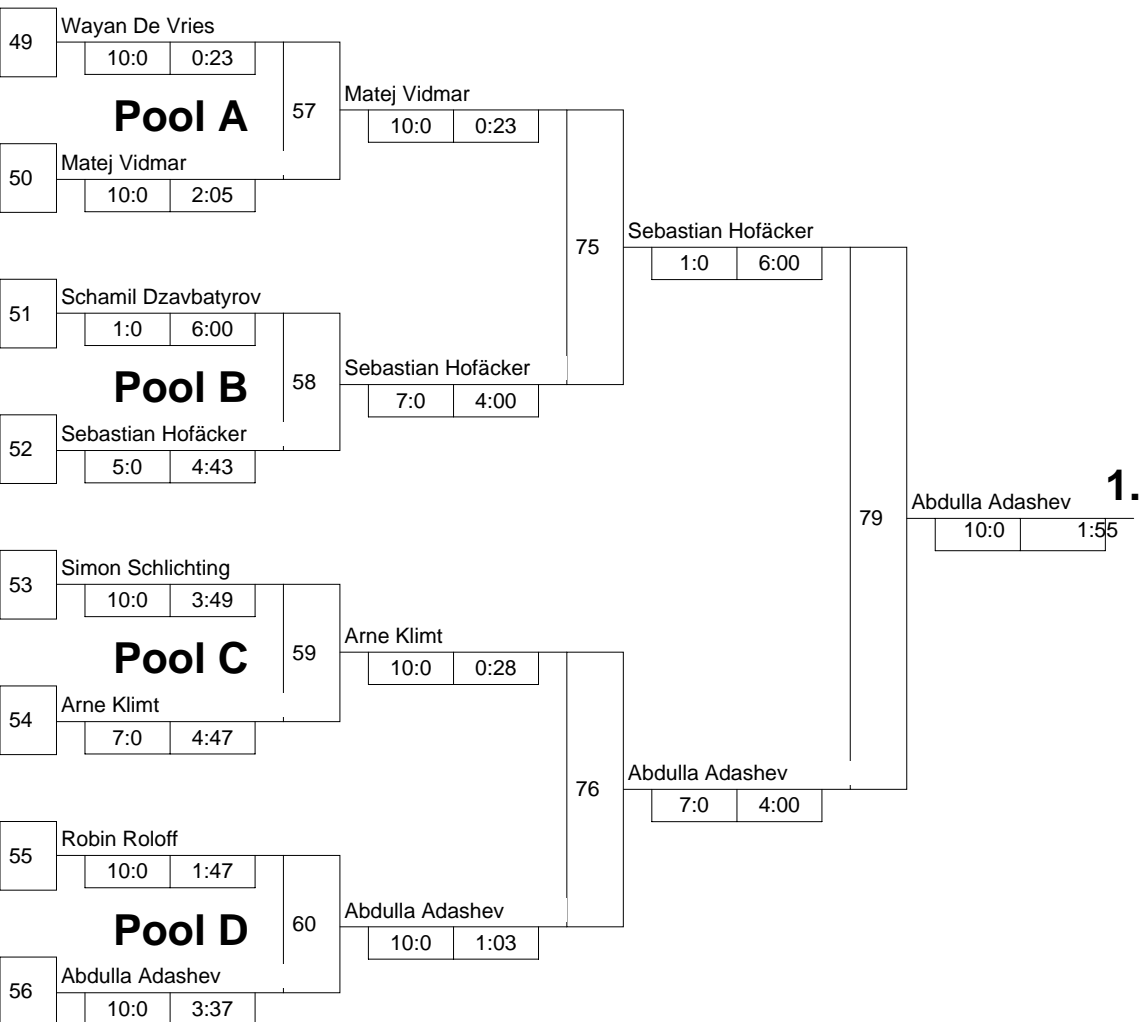 49 Wayan De Vries
10:0 0:23
Pool A 57 Matej Vidmar
10:0 0:23
50 Matej Vidmar
10:0 2:05
75 Sebastian Hofäcker
1:0 6:00
51 Schamil Dzavbatyrov
1:0 6:00
Pool B 58 Sebastian Hofäcker
7:0 4:00
52 Sebastian Hofäcker
5:0 4:43
79 Abdulla Adashev 1.
10:0 1:55
53 Simon Schlichting
10:0 3:49
Pool C 59 Arne Klimt
10:0 0:28
54 Arne Klimt
7:0 4:47
76 Abdulla Adashev
7:0 4:00
55 Robin Roloff
10:0 1:47
Pool D 60 Abdulla Adashev
10:0 1:03
56 Abdulla Adashev
10:0 3:37